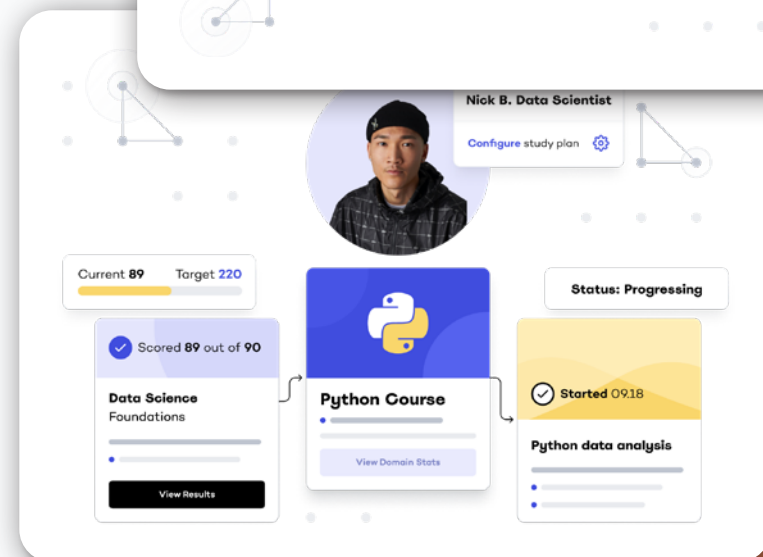 Nick B. Data Scientist
Configure study plan
Current 89 Target 220
Status: Progressing
Scored 89 out of 90
Data Science
Foundations
View Results
Python Course
View Domain Stats
Started 09.18
Python data analysis